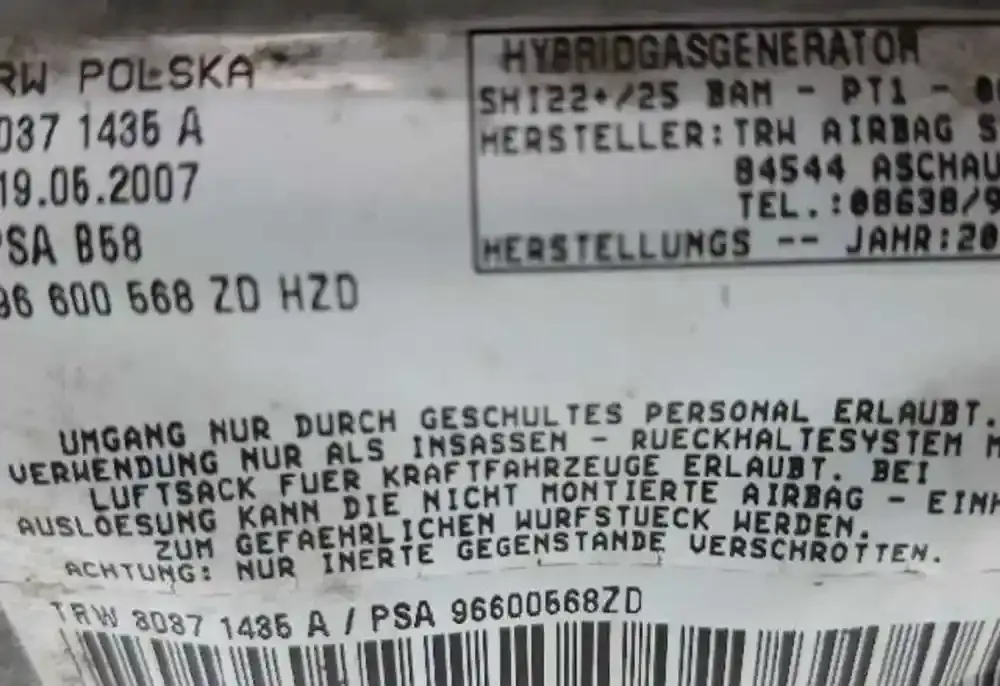 RW POLSKA
8037 1435 A
19.06.2007
PSA B58
96 600 568 ZD HZD
HYBRIDGASGENERATOR
SHI22+/25 BAM - PT1 - 0
HERSTELLER: TRW AIRBAG S
84544 ASCHAU
TEL.:08638/9
HERSTELLUNGS -- JAHR:20
UMGANG NUR DURCH GESCHULTES PERSONAL ERLAUBT.
VERWENDUNG NUR ALS INSASSEN - RUECKHALTESYSTEM M
LUFTSACK FUER KRAFTFAHRZEUGE ERLAUBT. BEI
AUSLOESUNG KANN DIE NICHT MONTIERTE AIRBAG - EINH
ZUM GEFAEHRLICHEN WURFSTUECK WERDEN.
ACHTUNG: NUR INERTE GEGENSTANDE VERSCHROTTEN.
TRW 8037 1435 A / PSA 96600568ZD